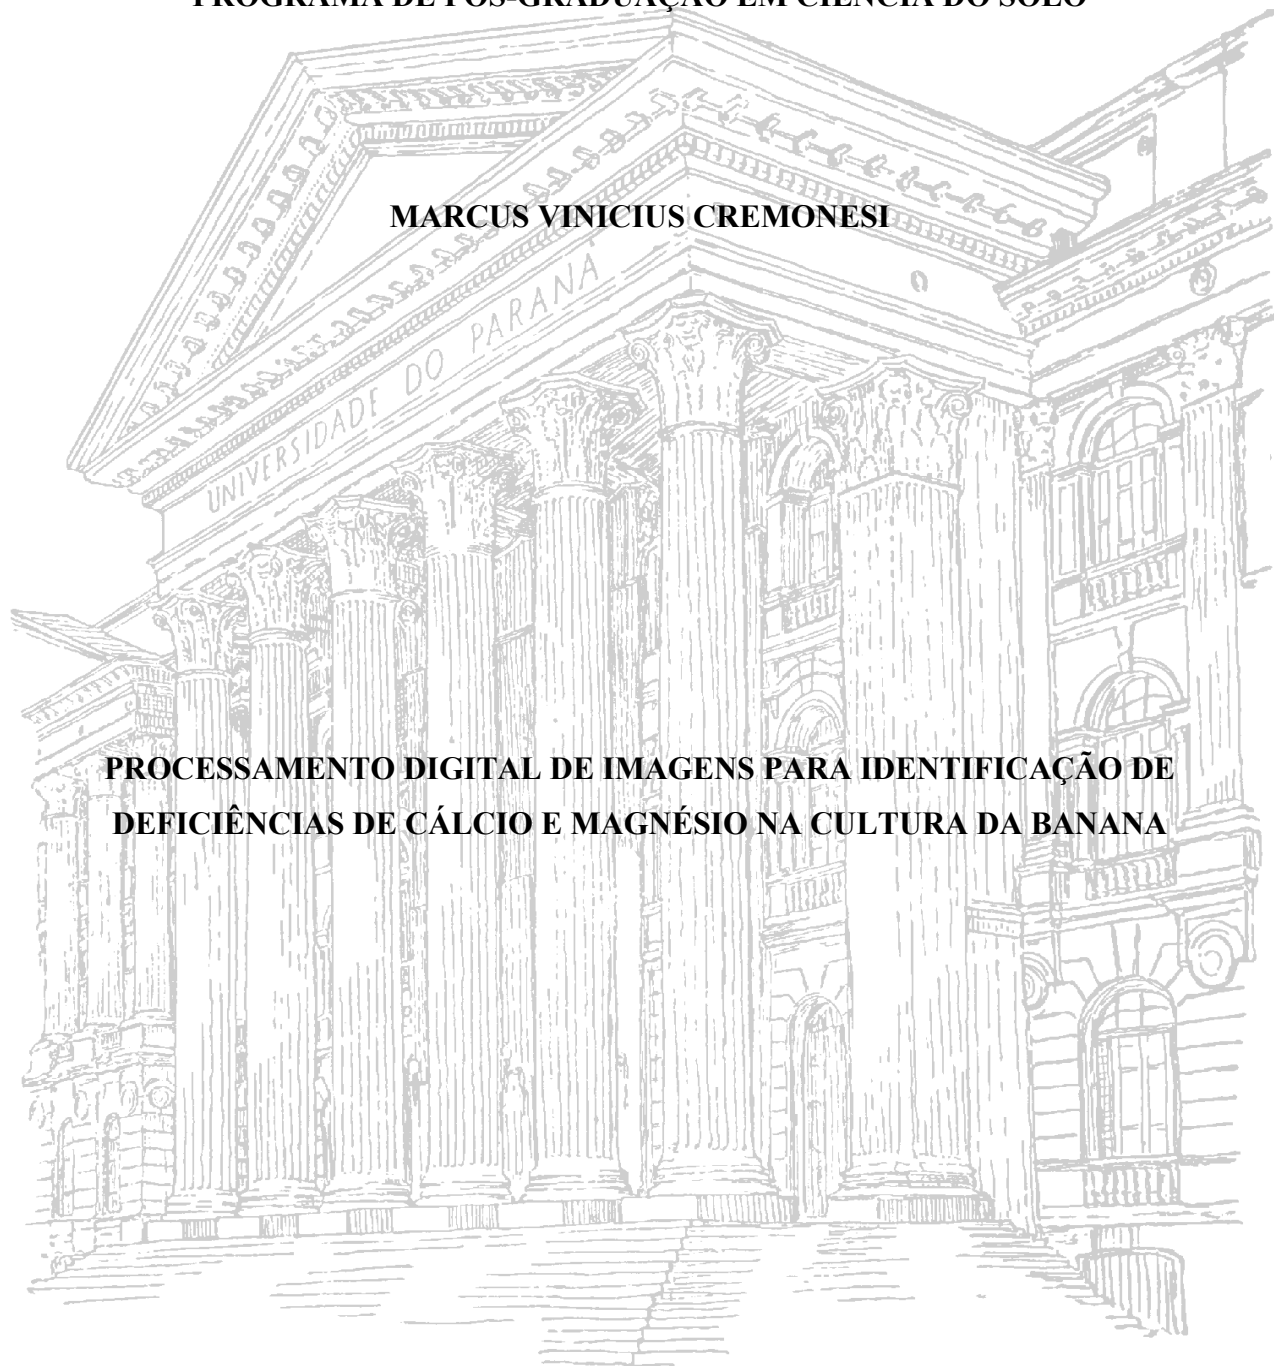 PROGRAMA DE PÓS-GRADUAÇÃO EM CIÊNCIA DO SOLO
MARCUS VINICIUS CREMONESI
UNIVERSIDADE DO PARANÁ
PROCESSAMENTO DIGITAL DE IMAGENS PARA IDENTIFICAÇÃO DE
DEFICIÊNCIAS DE CÁLCIO E MAGNÉSIO NA CULTURA DA BANANA